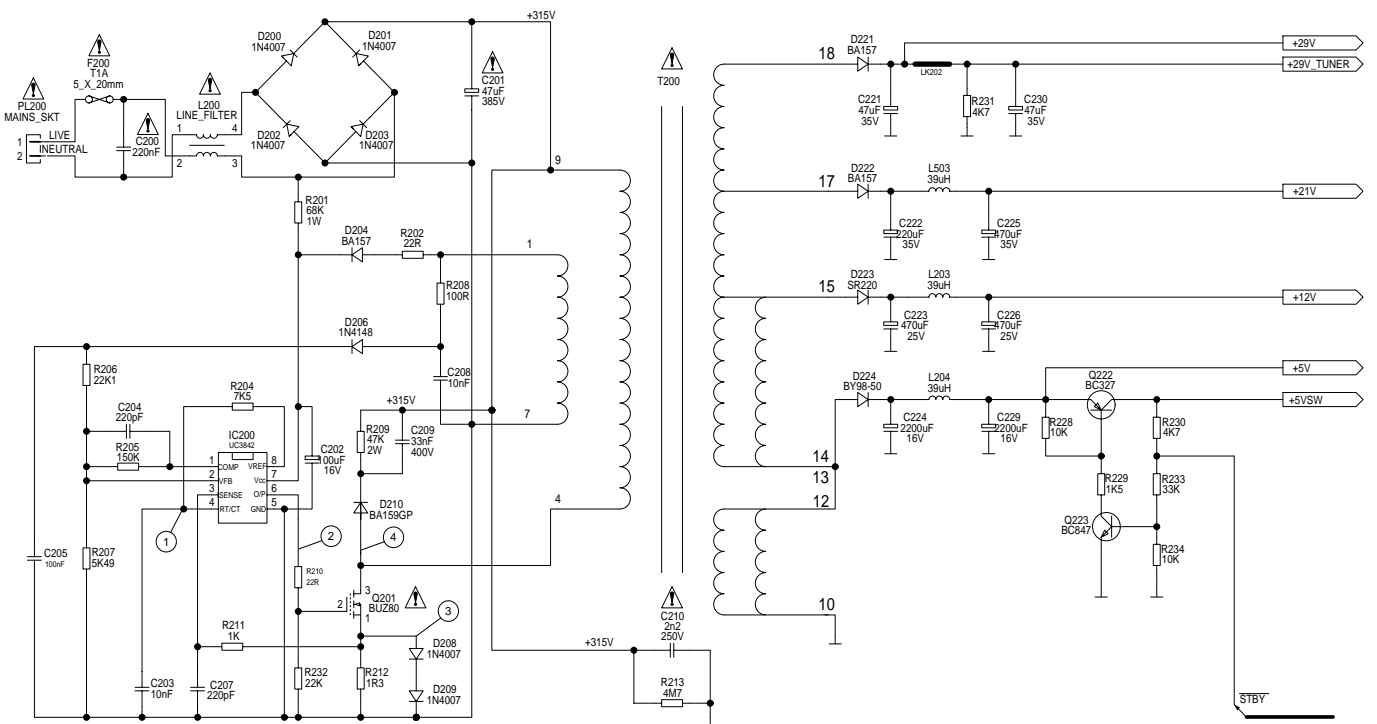 +315V
D200
1N4007
D201
1N4007
F200
T1A
5_X_20mm
C201
47uF
385V
PL200
MAINS_SKT
L200
LINE_FILTER
1
4
1
LIVE
2
INEUTRAL
C200
220nF
2
3
D202
1N4007
D203
1N4007
T200
R201
68K
1W
9
D204
BA157
R202
22R
1
R208
100R
D206
1N4148
C208
10nF
R206
22K1
R204
7K5
+315V
7
C204
220pF
IC200
UC3842
R209
47K
2W
C209
33nF
400V
R205
150K
C202
100uF
16V
1
COMP
VREF
8
2
VFB
Vcc
7
3
SENSE
O/P
6
4
RT/CT
GND
5
D210
BA159GP
4
1
2
4
C205
100nF
R207
5K49
R210
22R
3
2
1
Q201
BUZ80
3
R211
1K
D208
1N4007
R232
22K
R212
1R3
D209
1N4007
C203
10nF
C207
220pF
C210
2n2
250V
+315V
R213
4M7
18
D221
BA157
+29V
+29V_TUNER
LK202
C221
47uF
35V
R231
4K7
C230
47uF
35V
17
D222
BA157
L503
39uH
+21V
C222
220uF
35V
C225
470uF
35V
15
D223
SR220
L203
39uH
+12V
C223
470uF
25V
C226
470uF
25V
D224
BY98-50
L204
39uH
Q222
BC327
+5V
+5VSW
C224
2200uF
16V
C229
2200uF
16V
R228
10K
R230
4K7
14
13
12
R229
1K5
R233
33K
Q223
BC847
R234
10K
10
STBY